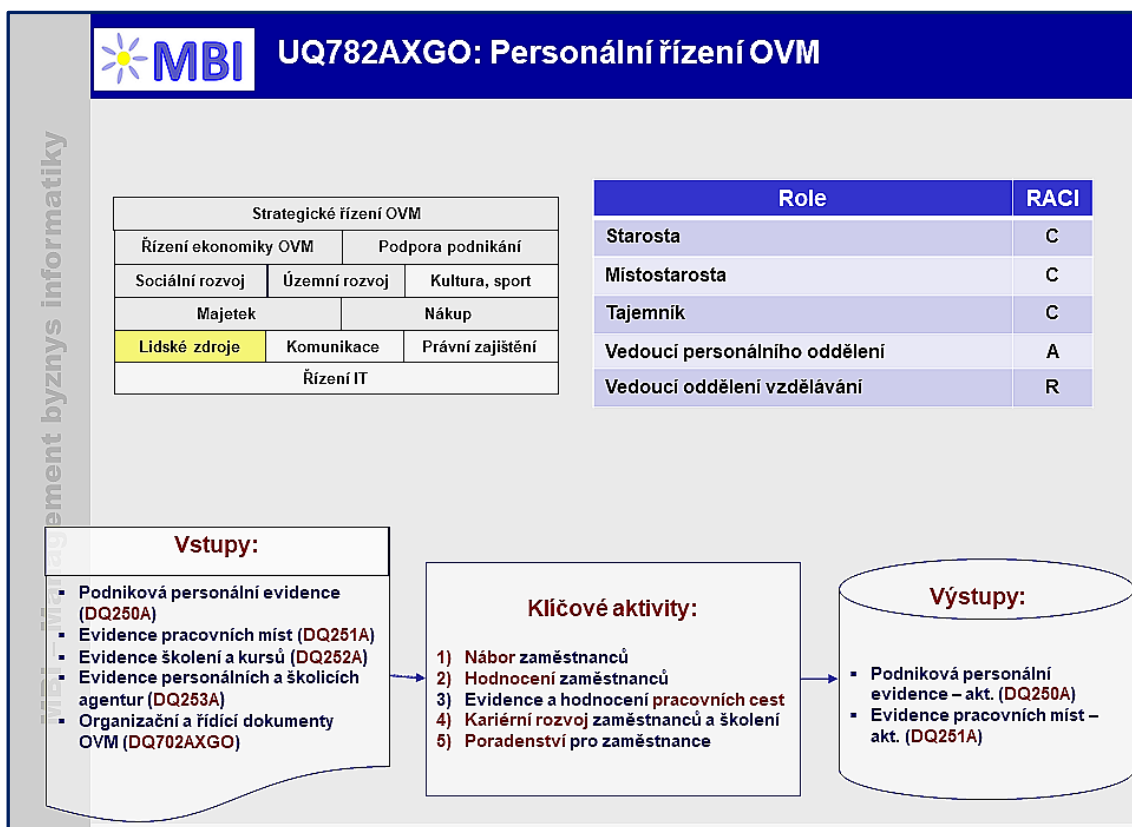 MBI
UQ782AXGO: Personální řízení OVM
MBI – Management byznys informatiky
Strategické řízení OVM
Řízení ekonomiky OVM
Podpora podnikání
Sociální rozvoj
Územní rozvoj
Kultura, sport
Majetek
Nákup
Lidské zdroje
Komunikace
Právní zajištění
Řízení IT
Role RACI
Starosta C
Místostarosta C
Tajemník C
Vedoucí personálního oddělení A
Vedoucí oddělení vzdělávání R
Vstupy:
▪ Podniková personální evidence
(DQ250A)
▪ Evidence pracovních míst (DQ251A)
▪ Evidence školení a kursů (DQ252A)
▪ Evidence personálních a školicích
agentur (DQ253A)
▪ Organizační a řídící dokumenty
OVM (DQ702AXGO)
Klíčové aktivity:
1) Nábor zaměstnanců
2) Hodnocení zaměstnanců
3) Evidence a hodnocení pracovních cest
4) Kariérní rozvoj zaměstnanců a školení
5) Poradenství pro zaměstnance
Výstupy:
▪ Podniková personální
evidence – akt. (DQ250A)
▪ Evidence pracovních míst –
akt. (DQ251A)